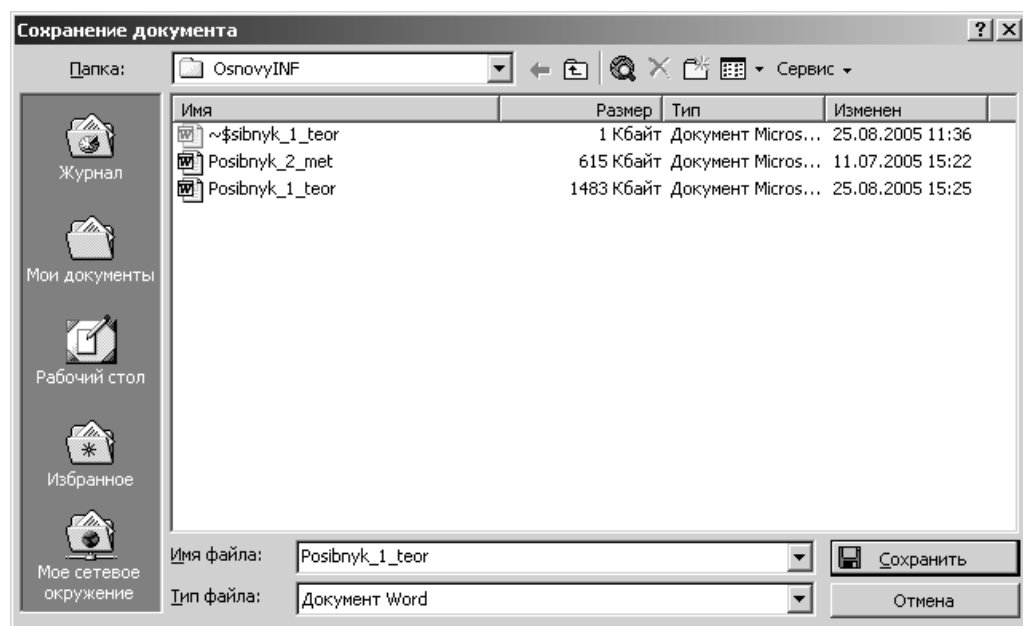 Сохранение документа
Папка:
OsnovyINF
Сервис
Журнал
Мои документы
Рабочий стол
Избранное
Мое сетевое
окружение
Имя Размер Тип Изменен
~$sibnyk_1_teor 1 Кбайт Документ Micros... 25.08.2005 11:36
Posibnyk_2_met 615 Кбайт Документ Micros... 11.07.2005 15:22
Posibnyk_1_teor 1483 Кбайт Документ Micros... 25.08.2005 15:25
Имя файла: Posibnyk_1_teor Сохранить
Тип файла: Документ Word Отмена